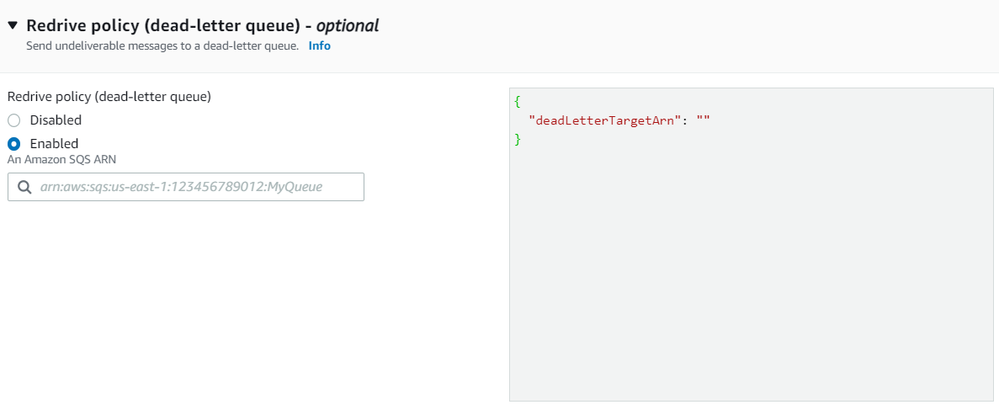 Redrive policy (dead-letter queue) - optional
Send undeliverable messages to a dead-letter queue. Info
Redrive policy (dead-letter queue)
Disabled
Enabled
An Amazon SQS ARN
arn:aws:sqs:us-east-1:123456789012:MyQueue
{
"deadLetterTargetArn": ""
}